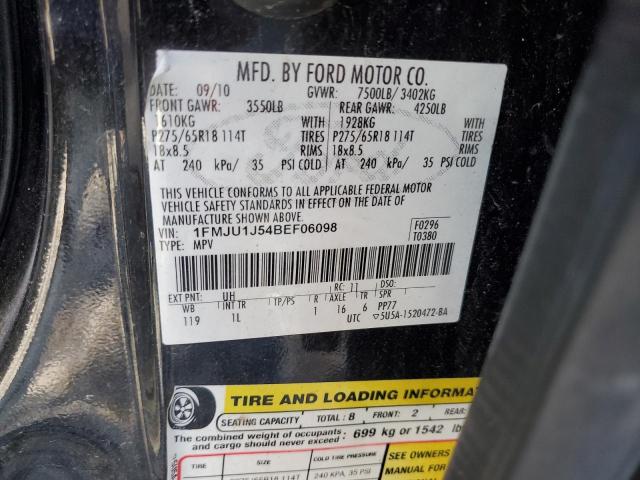 MFD. BY FORD MOTOR CO.
DATE: 09/10 GVWR: 7500LB/ 3402KG
FRONT GAWR: 3550LB REAR GAWR: 4250LB
1610KG 1928KG
P275/65R18 114T TIRES P275/65R18 114T TIRES
18x8.5 RIMS 18x8.5 RIMS
AT 240 kPa/ 35 PSI COLD AT 240 kPa/ 35 PSI COLD
THIS VEHICLE CONFORMS TO ALL APPLICABLE FEDERAL MOTOR
VEHICLE SAFETY STANDARDS IN EFFECT ON THE DATE OF
MANUFACTURE SHOWN ABOVE.
VIN: 1FMJU1J54BEF06098 F0296
TYPE: MPV T0380
EXT PNT: UH RC: 11 DSO:
WB INT TR TP/PS R AXLE TR SPR
119 1L 1 16 6 PP77
UTC ▽5U5A-1520472-BA
TIRE AND LOADING INFORMA
SEATING CAPACITY TOTAL: 8 FRONT: 2 REAR:
The combined weight of occupants and cargo should never exceed: 699 kg or 1542 lb
TIRE SIZE COLD TIRE PRESSURE SEE OWNERS
MANUAL FOR
114T 240 KPA, 35 PSI